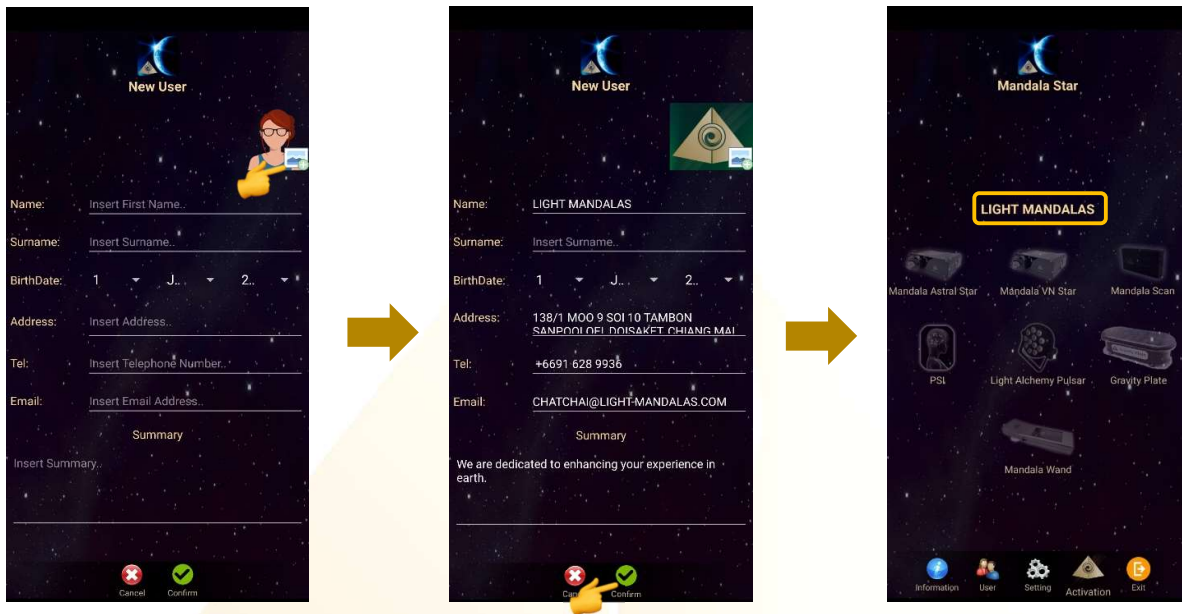 New User
Name:
Insert First Name..
Surname:
Insert Surname..
BirthDate:
1
J..
2..
Address:
Insert Address..
Tel:
Insert Telephone Number..
Email:
Insert Email Address..
Summary
Insert Summary..
Cancel
Confirm
New User
Name:
LIGHT MANDALAS
Surname:
Insert Surname..
BirthDate:
1
J..
2..
Address:
138/1 MOO 9 SOI 10 TAMBON
DOISAKET, CHIANG MAI
Tel:
+6691 628 9936
Email:
CHATCHAI@LIGHT-MANDALAS.COM
Summary
We are dedicated to enhancing your experience in
earth.
Confirm
Mandala Star
LIGHT MANDALAS
Mandala Astral Star
Mandala VN Star
Mandala Scan
PSI
Light Alchemy Pulsar
Gravity Plate
Mandala Wand
Information
User
Setting
Activation
Exit